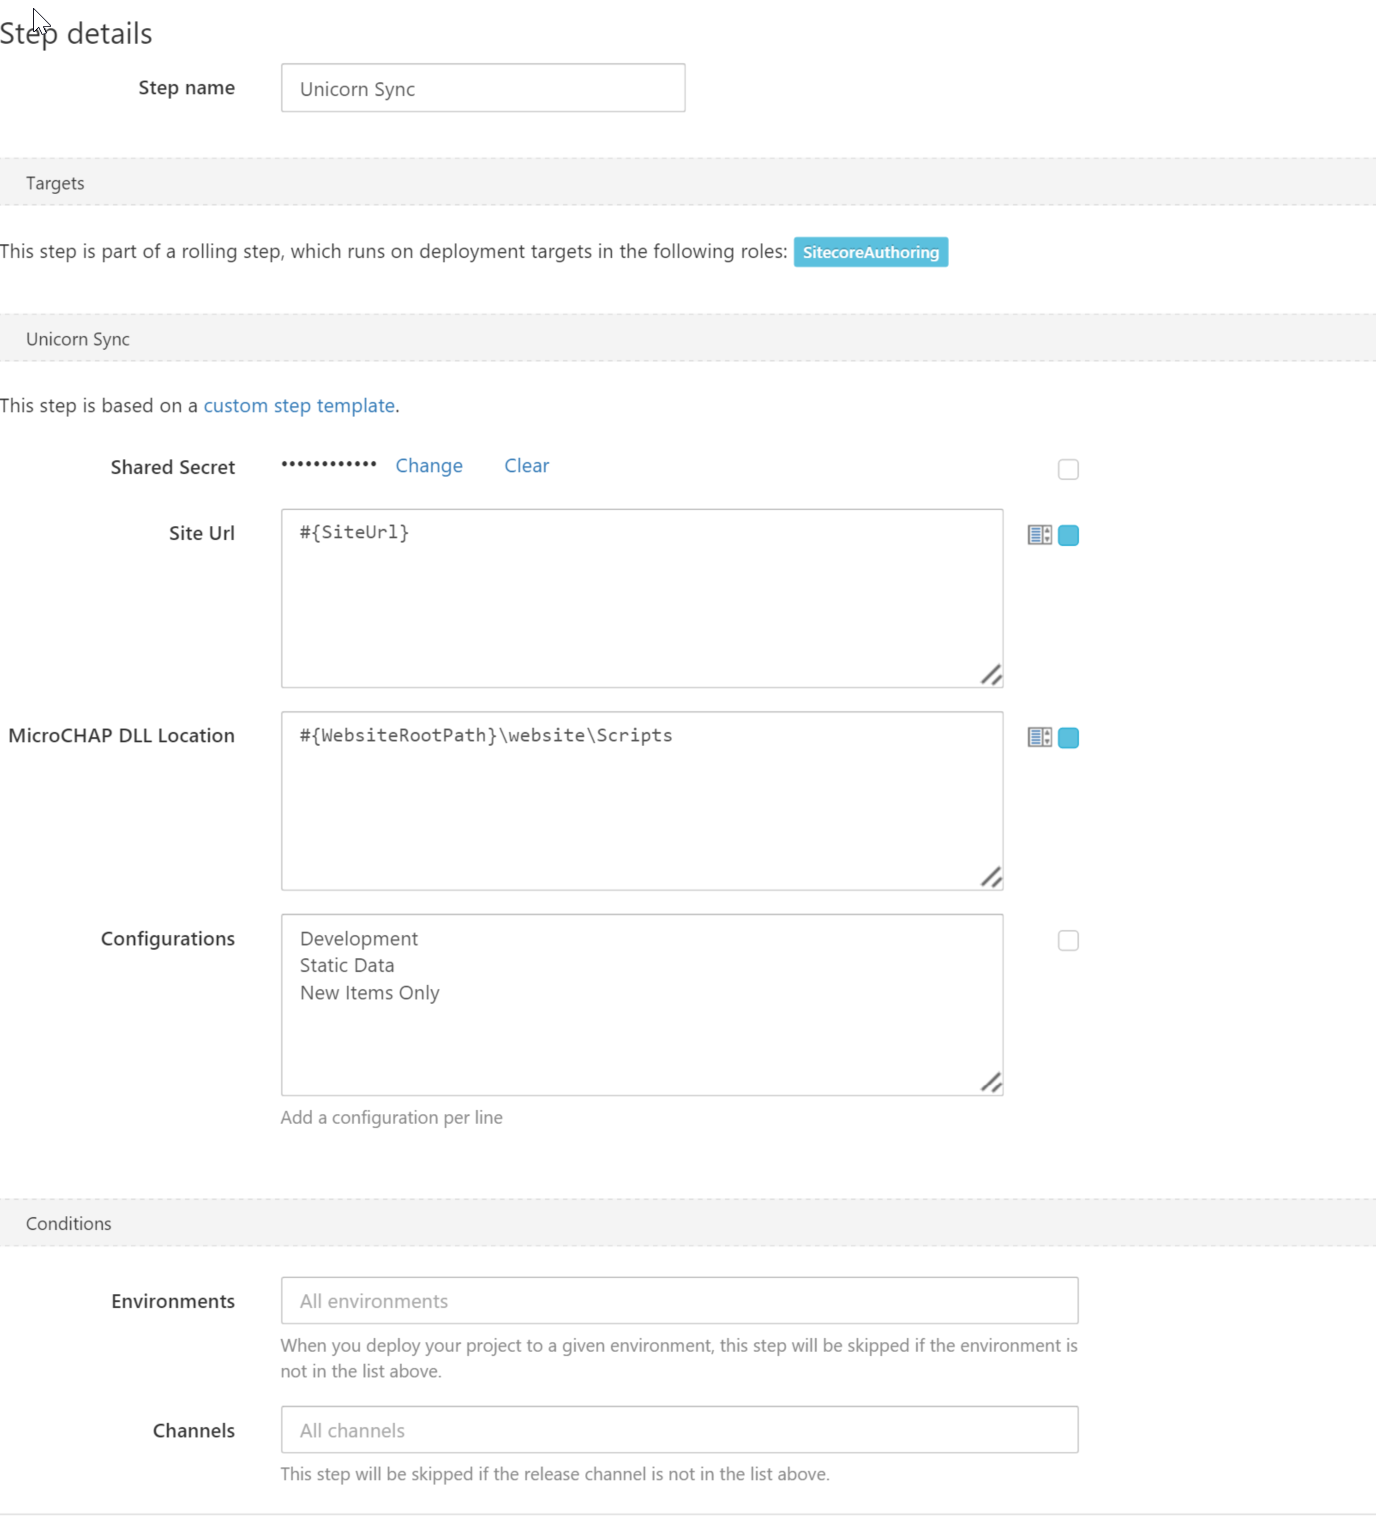 Step details
Step name
Unicorn Sync
Targets
This step is part of a rolling step, which runs on deployment targets in the following roles: SitecoreAuthoring
Unicorn Sync
This step is based on a custom step template.
Shared Secret •••••••••••• Change Clear
Site Url
#{SiteUrl}
MicroCHAP DLL Location
#{WebsiteRootPath}\website\Scripts
Configurations
Development
Static Data
New Items Only
Add a configuration per line
Conditions
Environments
All environments
When you deploy your project to a given environment, this step will be skipped if the environment is
not in the list above.
Channels
All channels
This step will be skipped if the release channel is not in the list above.